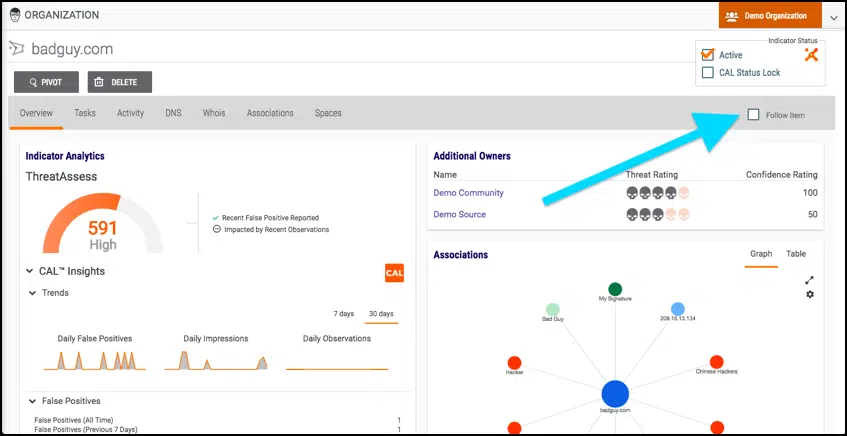 ORGANIZATION
Demo Organization
badguy.com
Indicator Status
Active
CAL Status Lock
PIVOT
DELETE
Overview Tasks Activity DNS Whois Associations Spaces
Follow Item
Indicator Analytics
ThreatAssess
591
High
Recent False Positive Reported
Impacted by Recent Observations
CAL™ Insights
CAL
Trends
7 days 30 days
Daily False Positives Daily Impressions Daily Observations
False Positives
False Positives (All Time) 1
False Positives (Previous 7 Days) 1
Additional Owners
Name Threat Rating Confidence Rating
Demo Community 100
Demo Source 50
Associations
Graph Table
My Signature
Bad Guy
209.18.13.134
Hacker
Chinese Hackers
badguy.com